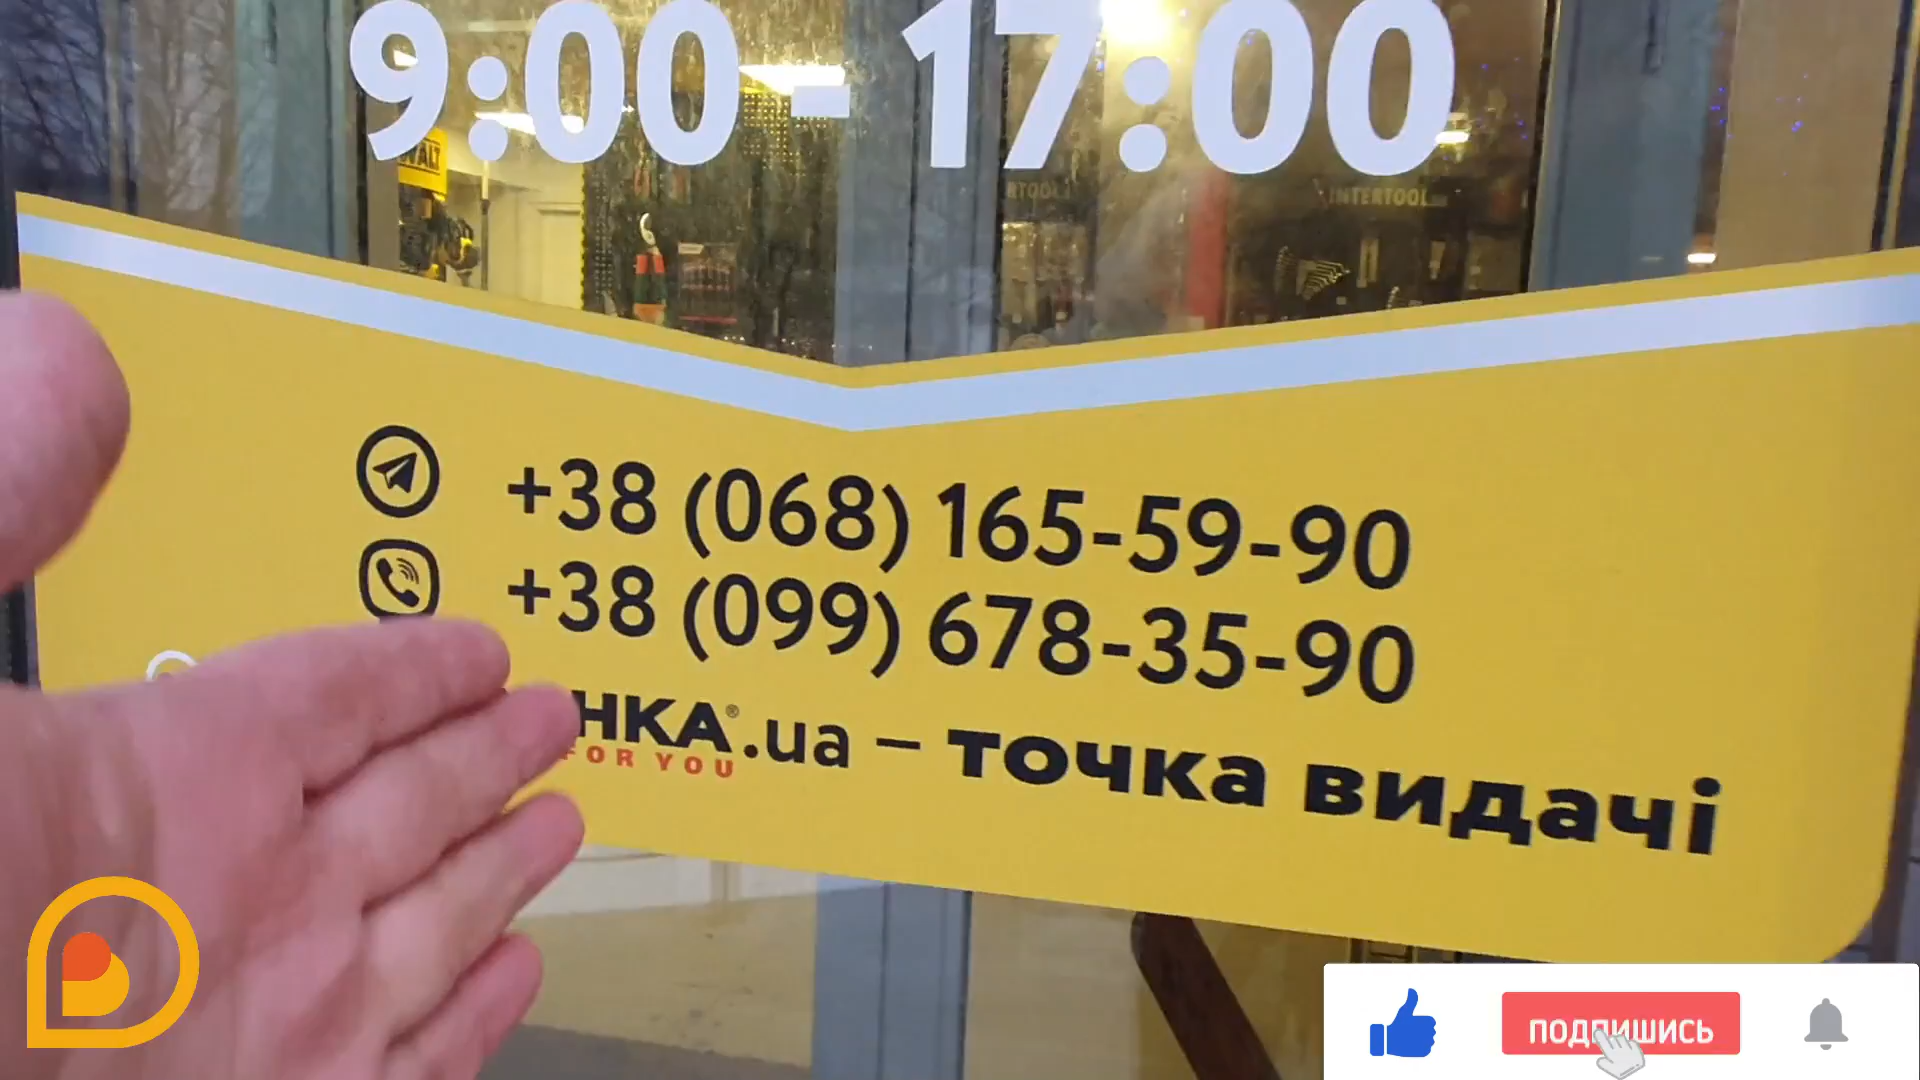 9:00 - 17:00
INTERTOOL
+38 (068) 165-59-90
+38 (099) 678-35-90
НКА®.ua – точка видачі
FOR YOU
ПОДПИШИСЬ